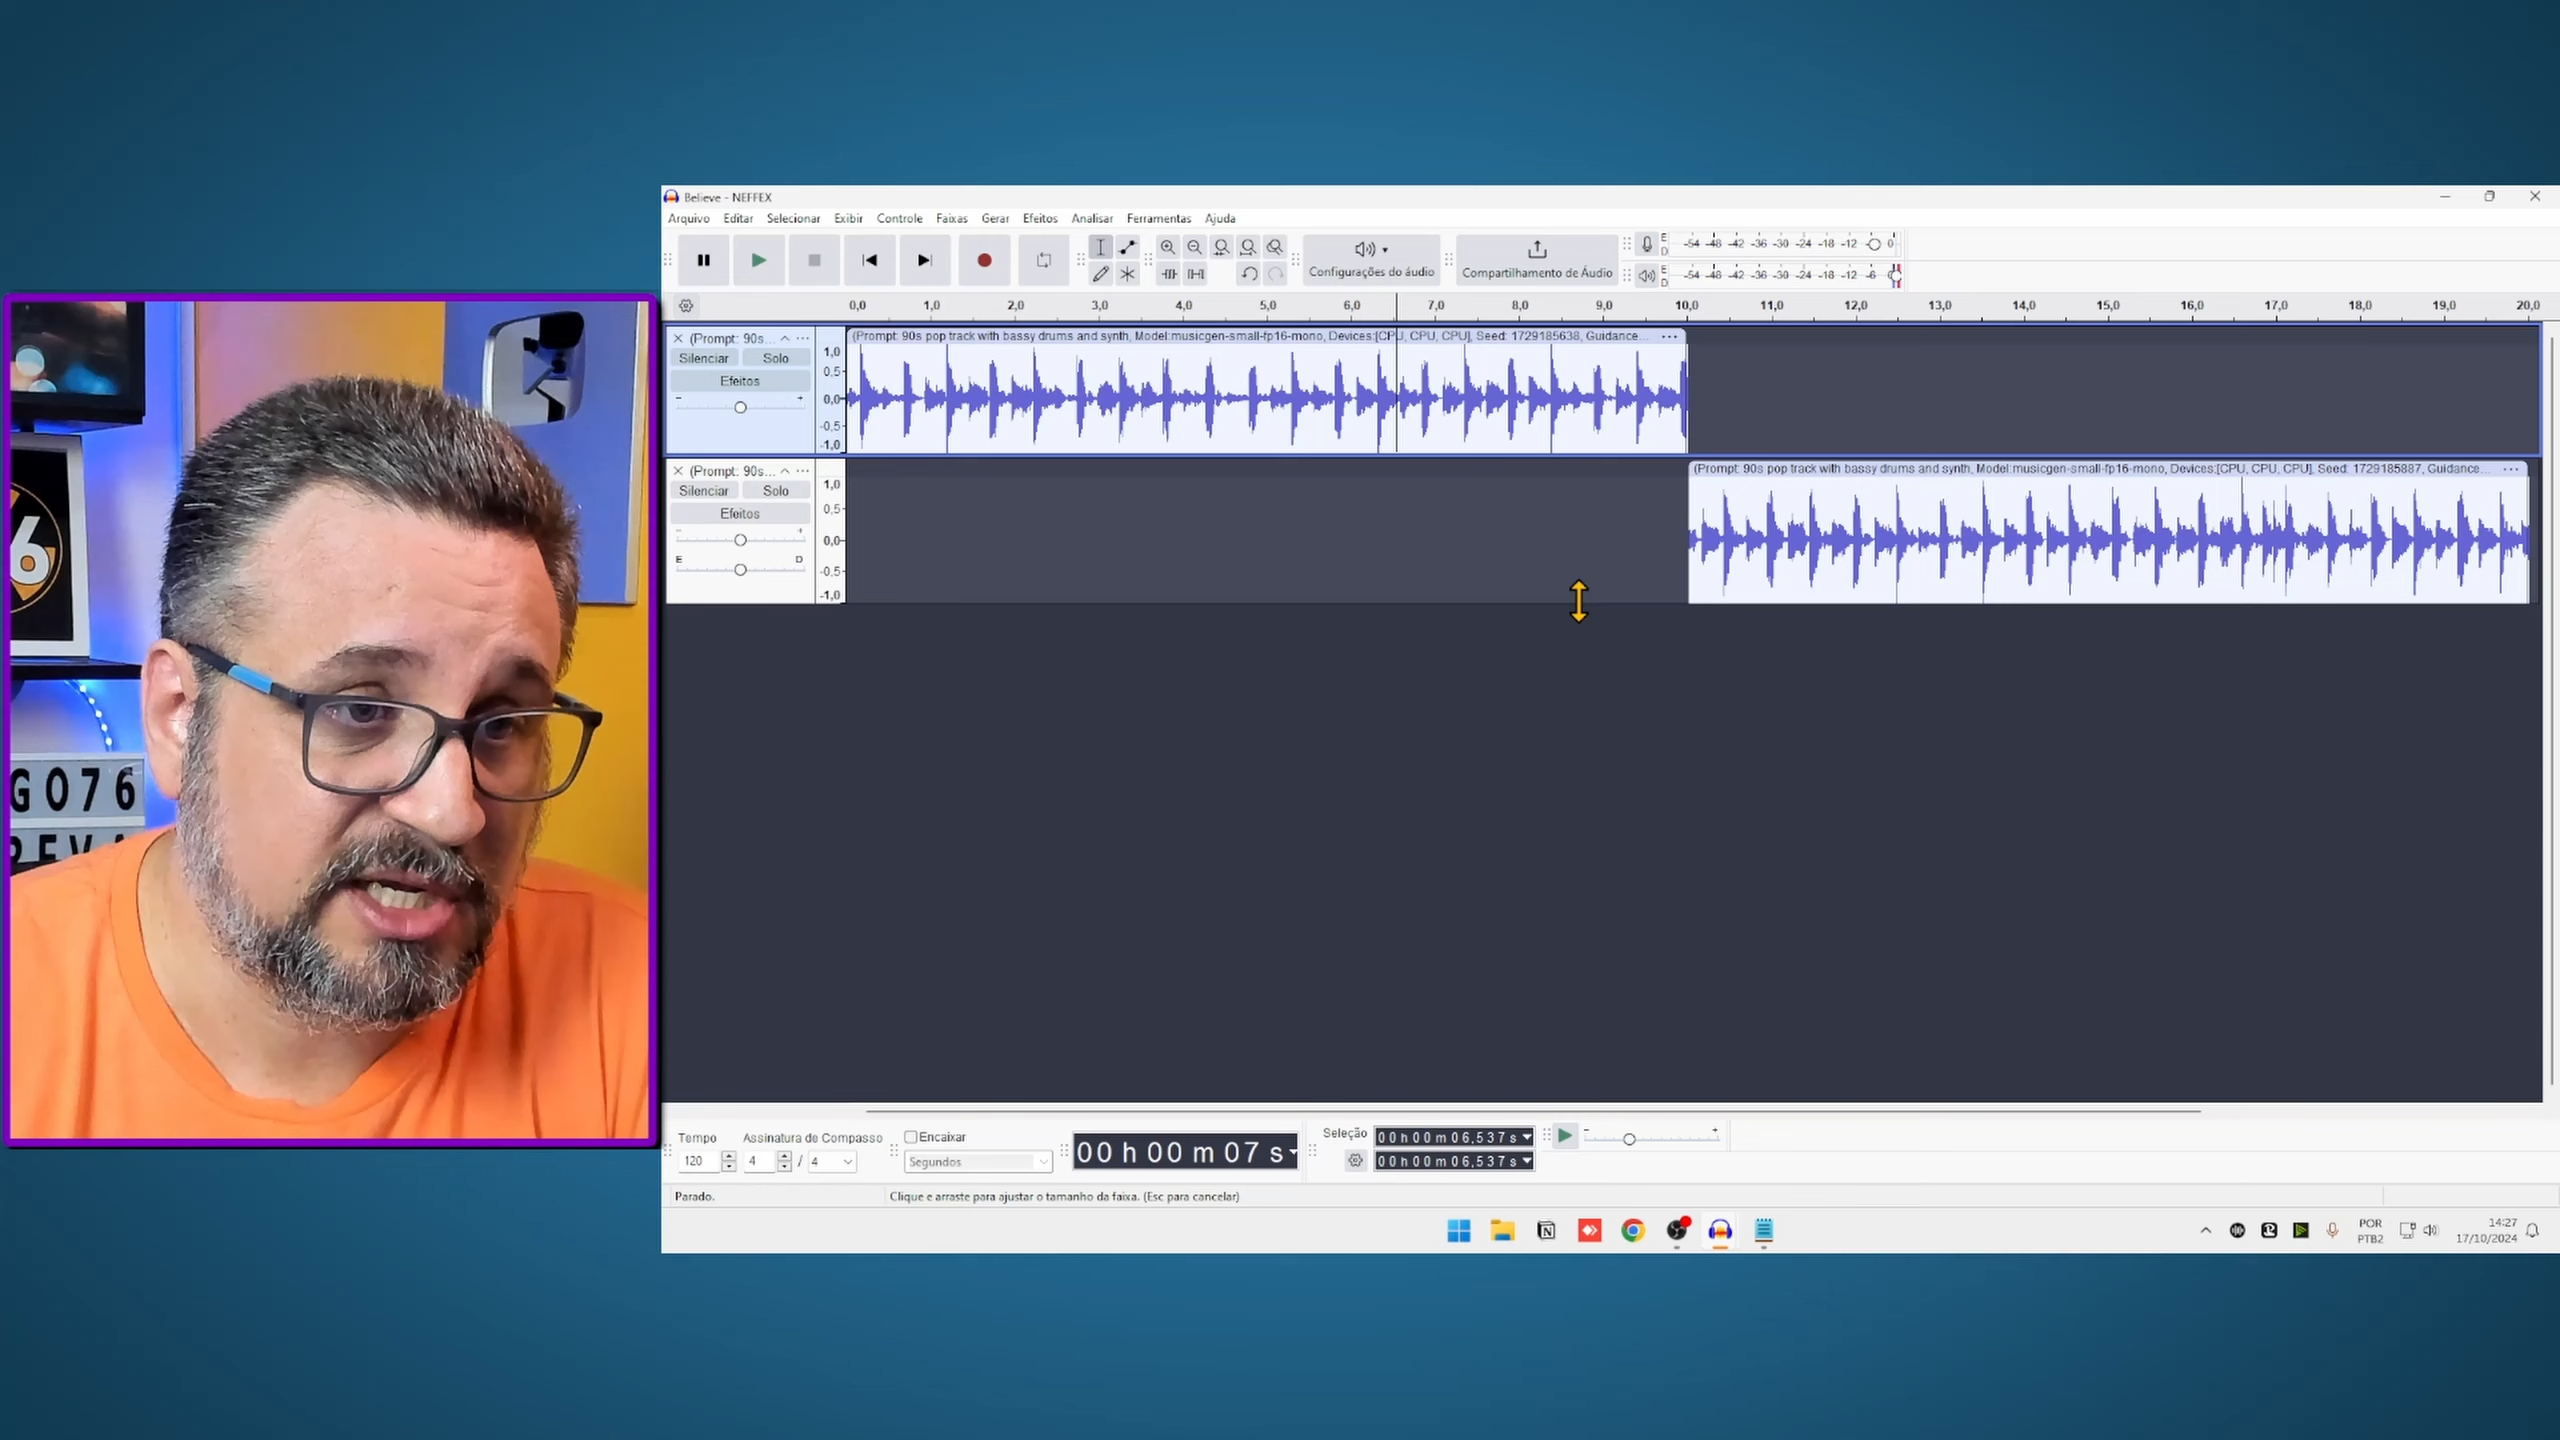 Believe - NEFFEX
Arquivo Editar Selecionar Exibir Controle Faixas Gerar Efeitos Analisar Ferramentas Ajuda
E -54 -48 -42 -36 -30 -24 -18 -12 0
D
Configurações do áudio Compartilhamento de Áudio
E -54 -48 -42 -36 -30 -24 -18 -12 -6
D
0,0 1,0 2,0 3,0 4,0 5,0 6,0 7,0 8,0 9,0 10,0 11,0 12,0 13,0 14,0 15,0 16,0 17,0 18,0 19,0 20,0
(Prompt: 90s... (Prompt: 90s pop track with bassy drums and synth, Model:musicgen-small-fp16-mono, Devices:[CPU, CPU, CPU], Seed: 1729185638, Guidance...
Silenciar Solo
Efeitos
- +
1,0
0,5
0,0
-0,5
-1,0
(Prompt: 90s... (Prompt: 90s pop track with bassy drums and synth, Model:musicgen-small-fp16-mono, Devices:[CPU, CPU, CPU], Seed: 1729185887, Guidance...
Silenciar Solo
Efeitos
- +
E D
1,0
0,5
0,0
-0,5
-1,0
6
G076
Tempo Assinatura de Compasso Encaixar
120 4 / 4 Segundos
00 h 00 m 07 s
Seleção 00 h 00 m 06,537 s
00 h 00 m 06,537 s
- +
Parado. Clique e arraste para ajustar o tamanho da faixa. (Esc para cancelar)
POR
PTB2
14:27
17/10/2024